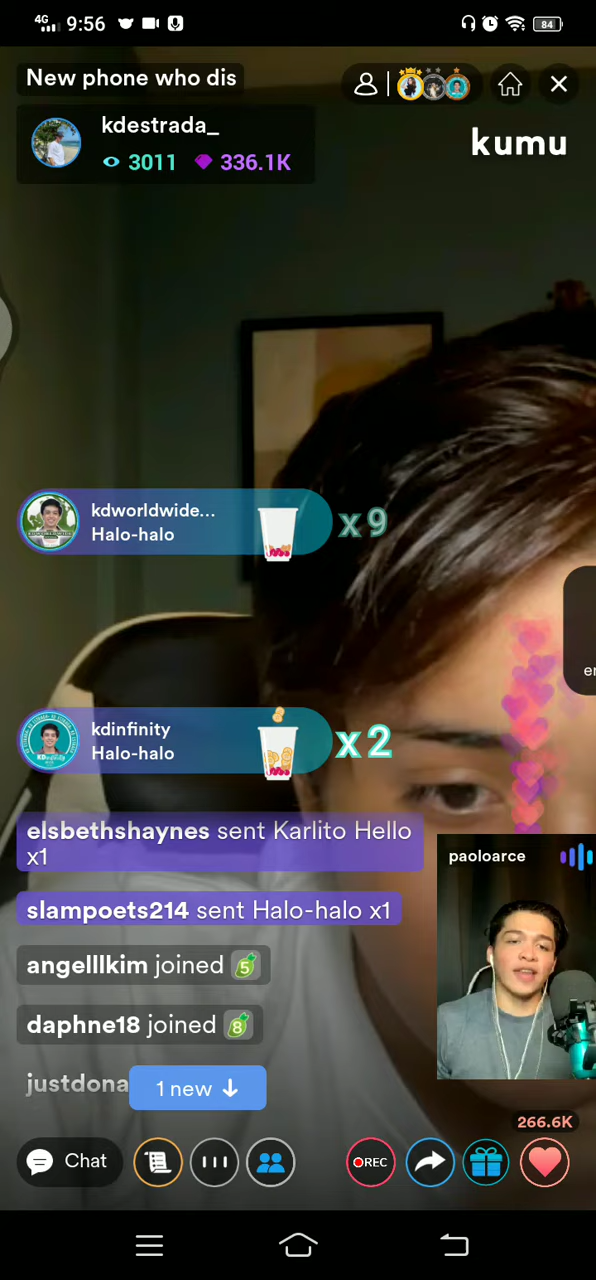 4G 9:56 84
New phone who dis
kdestrada_
3011 336.1K
kumu
kdworldwide...
Halo-halo
x9
kdinfinity
Halo-halo
x2
elsbethshaynes sent Karlito Hello
x1
slampoets214 sent Halo-halo x1
angelllkim joined 5
daphne18 joined 8
justdona
1 new
paoloarce
266.6K
Chat
REC